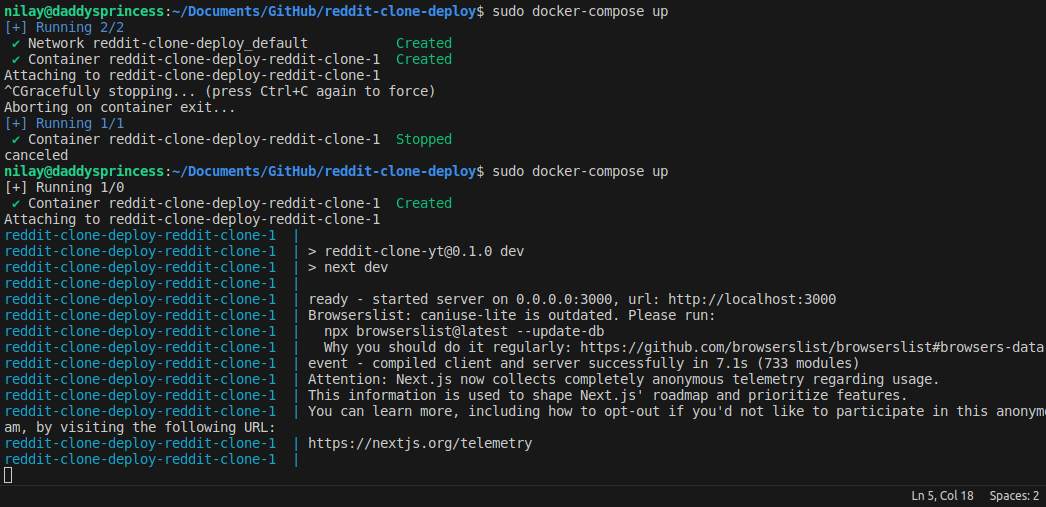 nilay@daddysprincess:~/Documents/GitHub/reddit-clone-deploy$ sudo docker-compose up
[+] Running 2/2
✔ Network reddit-clone-deploy_default Created
✔ Container reddit-clone-deploy-reddit-clone-1 Created
Attaching to reddit-clone-deploy-reddit-clone-1
^CGracefully stopping... (press Ctrl+C again to force)
Aborting on container exit...
[+] Running 1/1
✔ Container reddit-clone-deploy-reddit-clone-1 Stopped
canceled
nilay@daddysprincess:~/Documents/GitHub/reddit-clone-deploy$ sudo docker-compose up
[+] Running 1/0
✔ Container reddit-clone-deploy-reddit-clone-1 Created
Attaching to reddit-clone-deploy-reddit-clone-1
reddit-clone-deploy-reddit-clone-1 |
reddit-clone-deploy-reddit-clone-1 | > reddit-clone-yt@0.1.0 dev
reddit-clone-deploy-reddit-clone-1 | > next dev
reddit-clone-deploy-reddit-clone-1 |
reddit-clone-deploy-reddit-clone-1 | ready - started server on 0.0.0.0:3000, url: http://localhost:3000
reddit-clone-deploy-reddit-clone-1 | Browserslist: caniuse-lite is outdated. Please run:
reddit-clone-deploy-reddit-clone-1 | npx browserslist@latest --update-db
reddit-clone-deploy-reddit-clone-1 | Why you should do it regularly: https://github.com/browserslist/browserslist#browsers-data
reddit-clone-deploy-reddit-clone-1 | event - compiled client and server successfully in 7.1s (733 modules)
reddit-clone-deploy-reddit-clone-1 | Attention: Next.js now collects completely anonymous telemetry regarding usage.
reddit-clone-deploy-reddit-clone-1 | This information is used to shape Next.js' roadmap and prioritize features.
reddit-clone-deploy-reddit-clone-1 | You can learn more, including how to opt-out if you'd not like to participate in this anonym
am, by visiting the following URL:
reddit-clone-deploy-reddit-clone-1 | https://nextjs.org/telemetry
reddit-clone-deploy-reddit-clone-1 |
Ln 5, Col 18 Spaces: 2